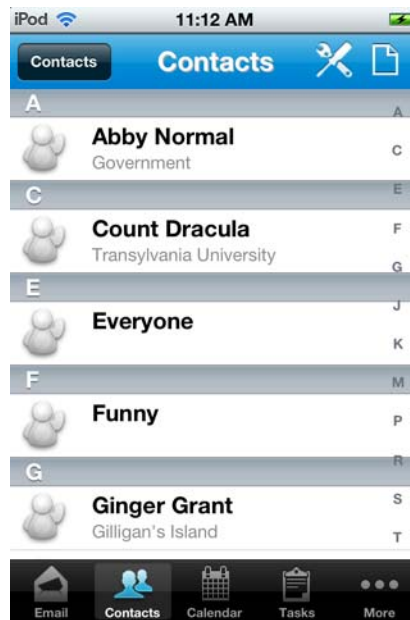 iPod 11:12 AM
Contacts Contacts
A
Abby Normal
Government
C
Count Dracula
Transylvania University
E
Everyone
F
Funny
G
Ginger Grant
Gilligan's Island
A
C
E
F
G
J
K
M
P
R
S
T
Email Contacts Calendar Tasks More